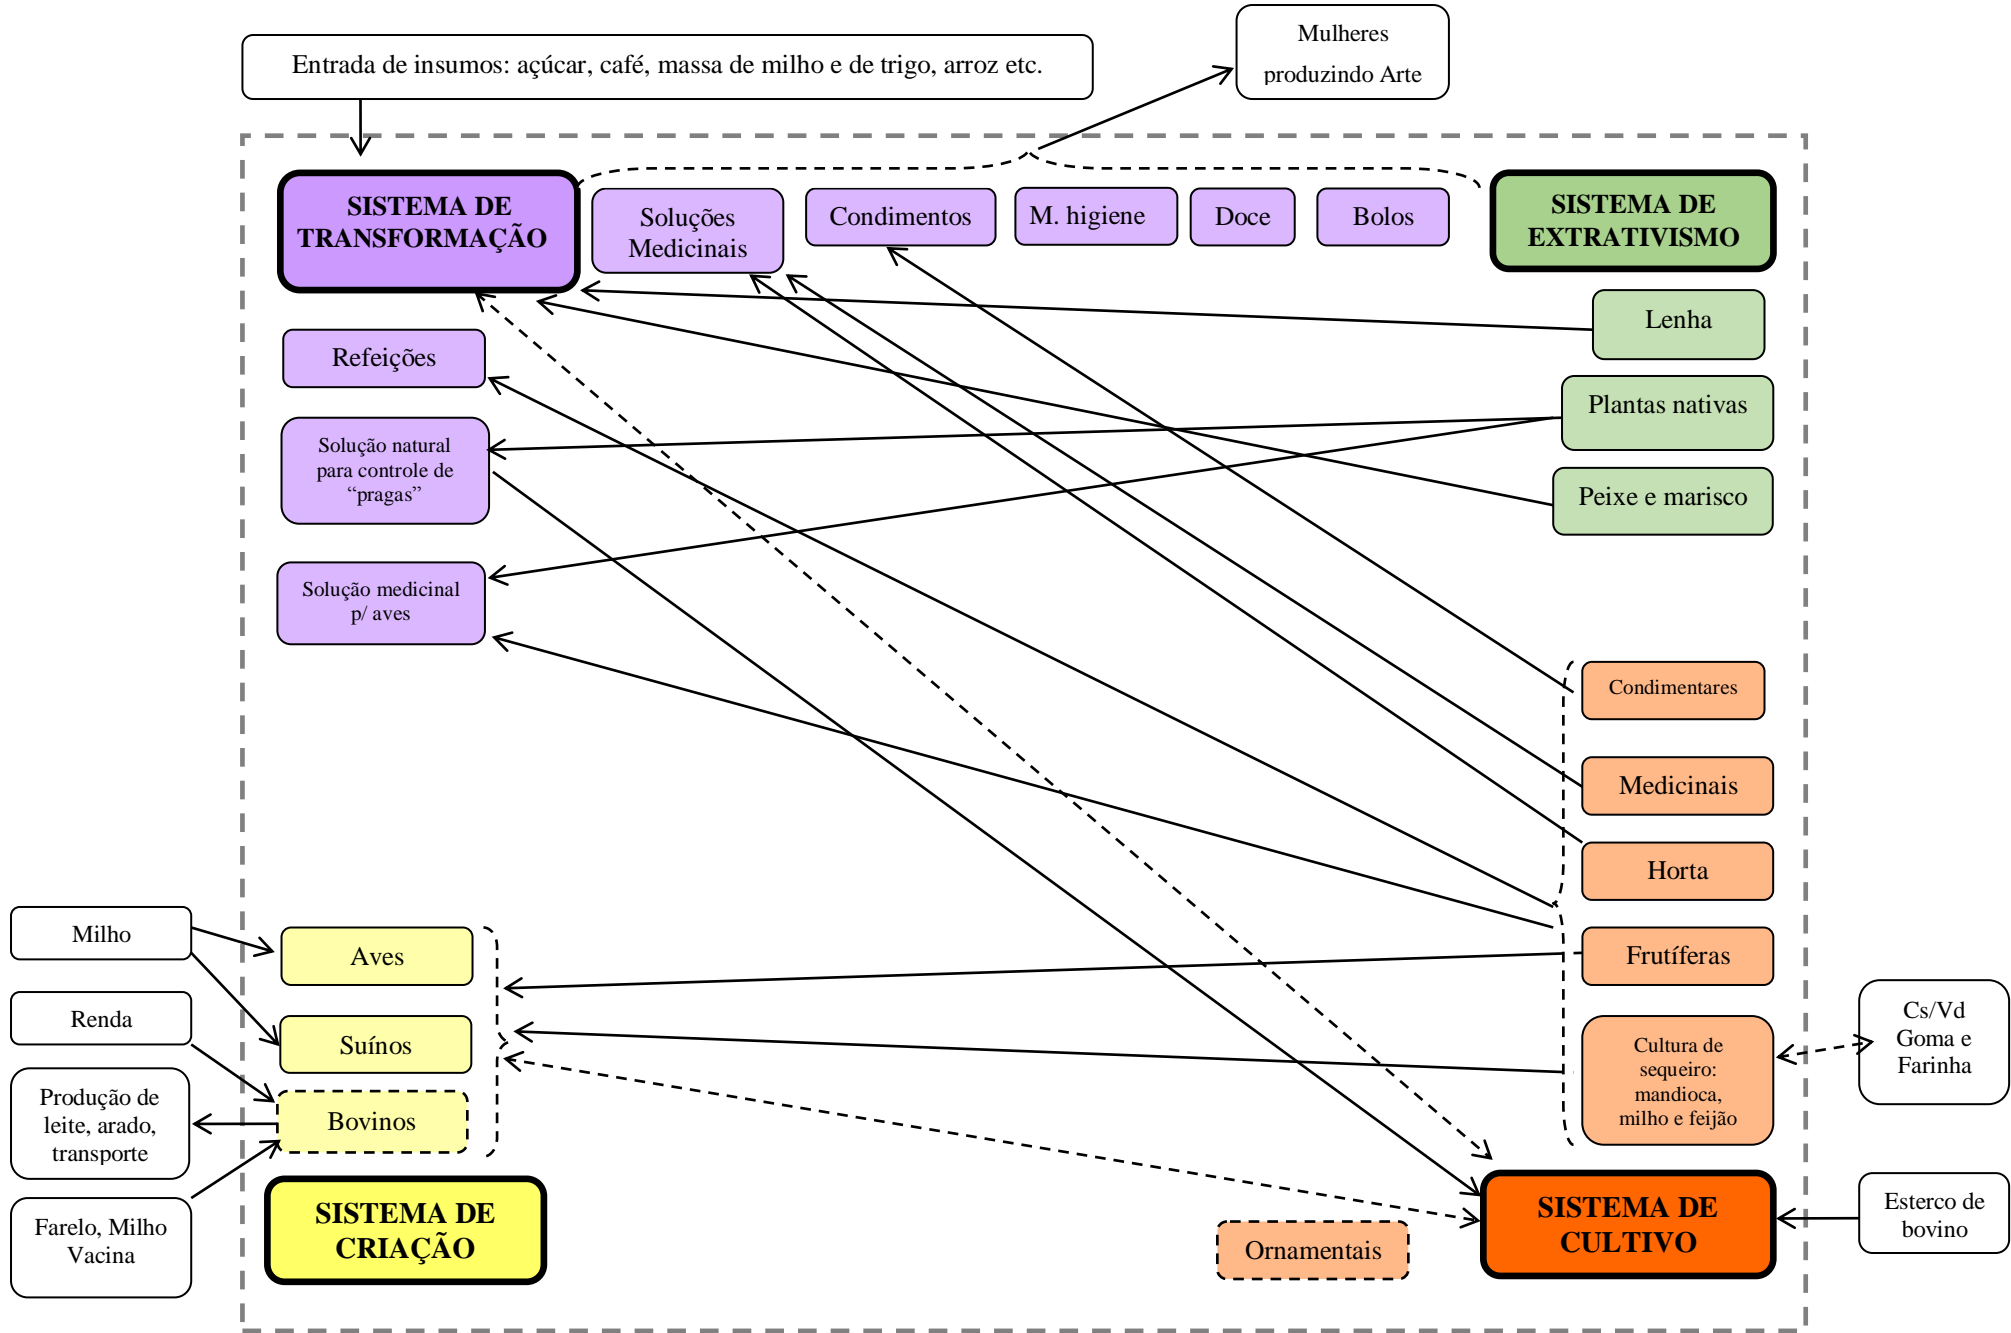 Mulheres
produzindo Arte
Entrada de insumos: açúcar, café, massa de milho e de trigo, arroz etc.
SISTEMA DE
TRANSFORMAÇÃO
Soluções
Medicinais
Condimentos
M. higiene
Doce
Bolos
SISTEMA DE
EXTRATIVISMO
Lenha
Refeições
Plantas nativas
Solução natural
para controle de
“pragas”
Peixe e marisco
Solução medicinal
p/ aves
Condimentares
Medicinais
Horta
Milho
Aves
Frutíferas
Renda
Suínos
Cultura de
sequeiro:
mandioca,
milho e feijão
Cs/Vd
Goma e
Farinha
Produção de
leite, arado,
transporte
Bovinos
Farelo, Milho
Vacina
SISTEMA DE
CRIAÇÃO
Ornamentais
SISTEMA DE
CULTIVO
Esterco de
bovino